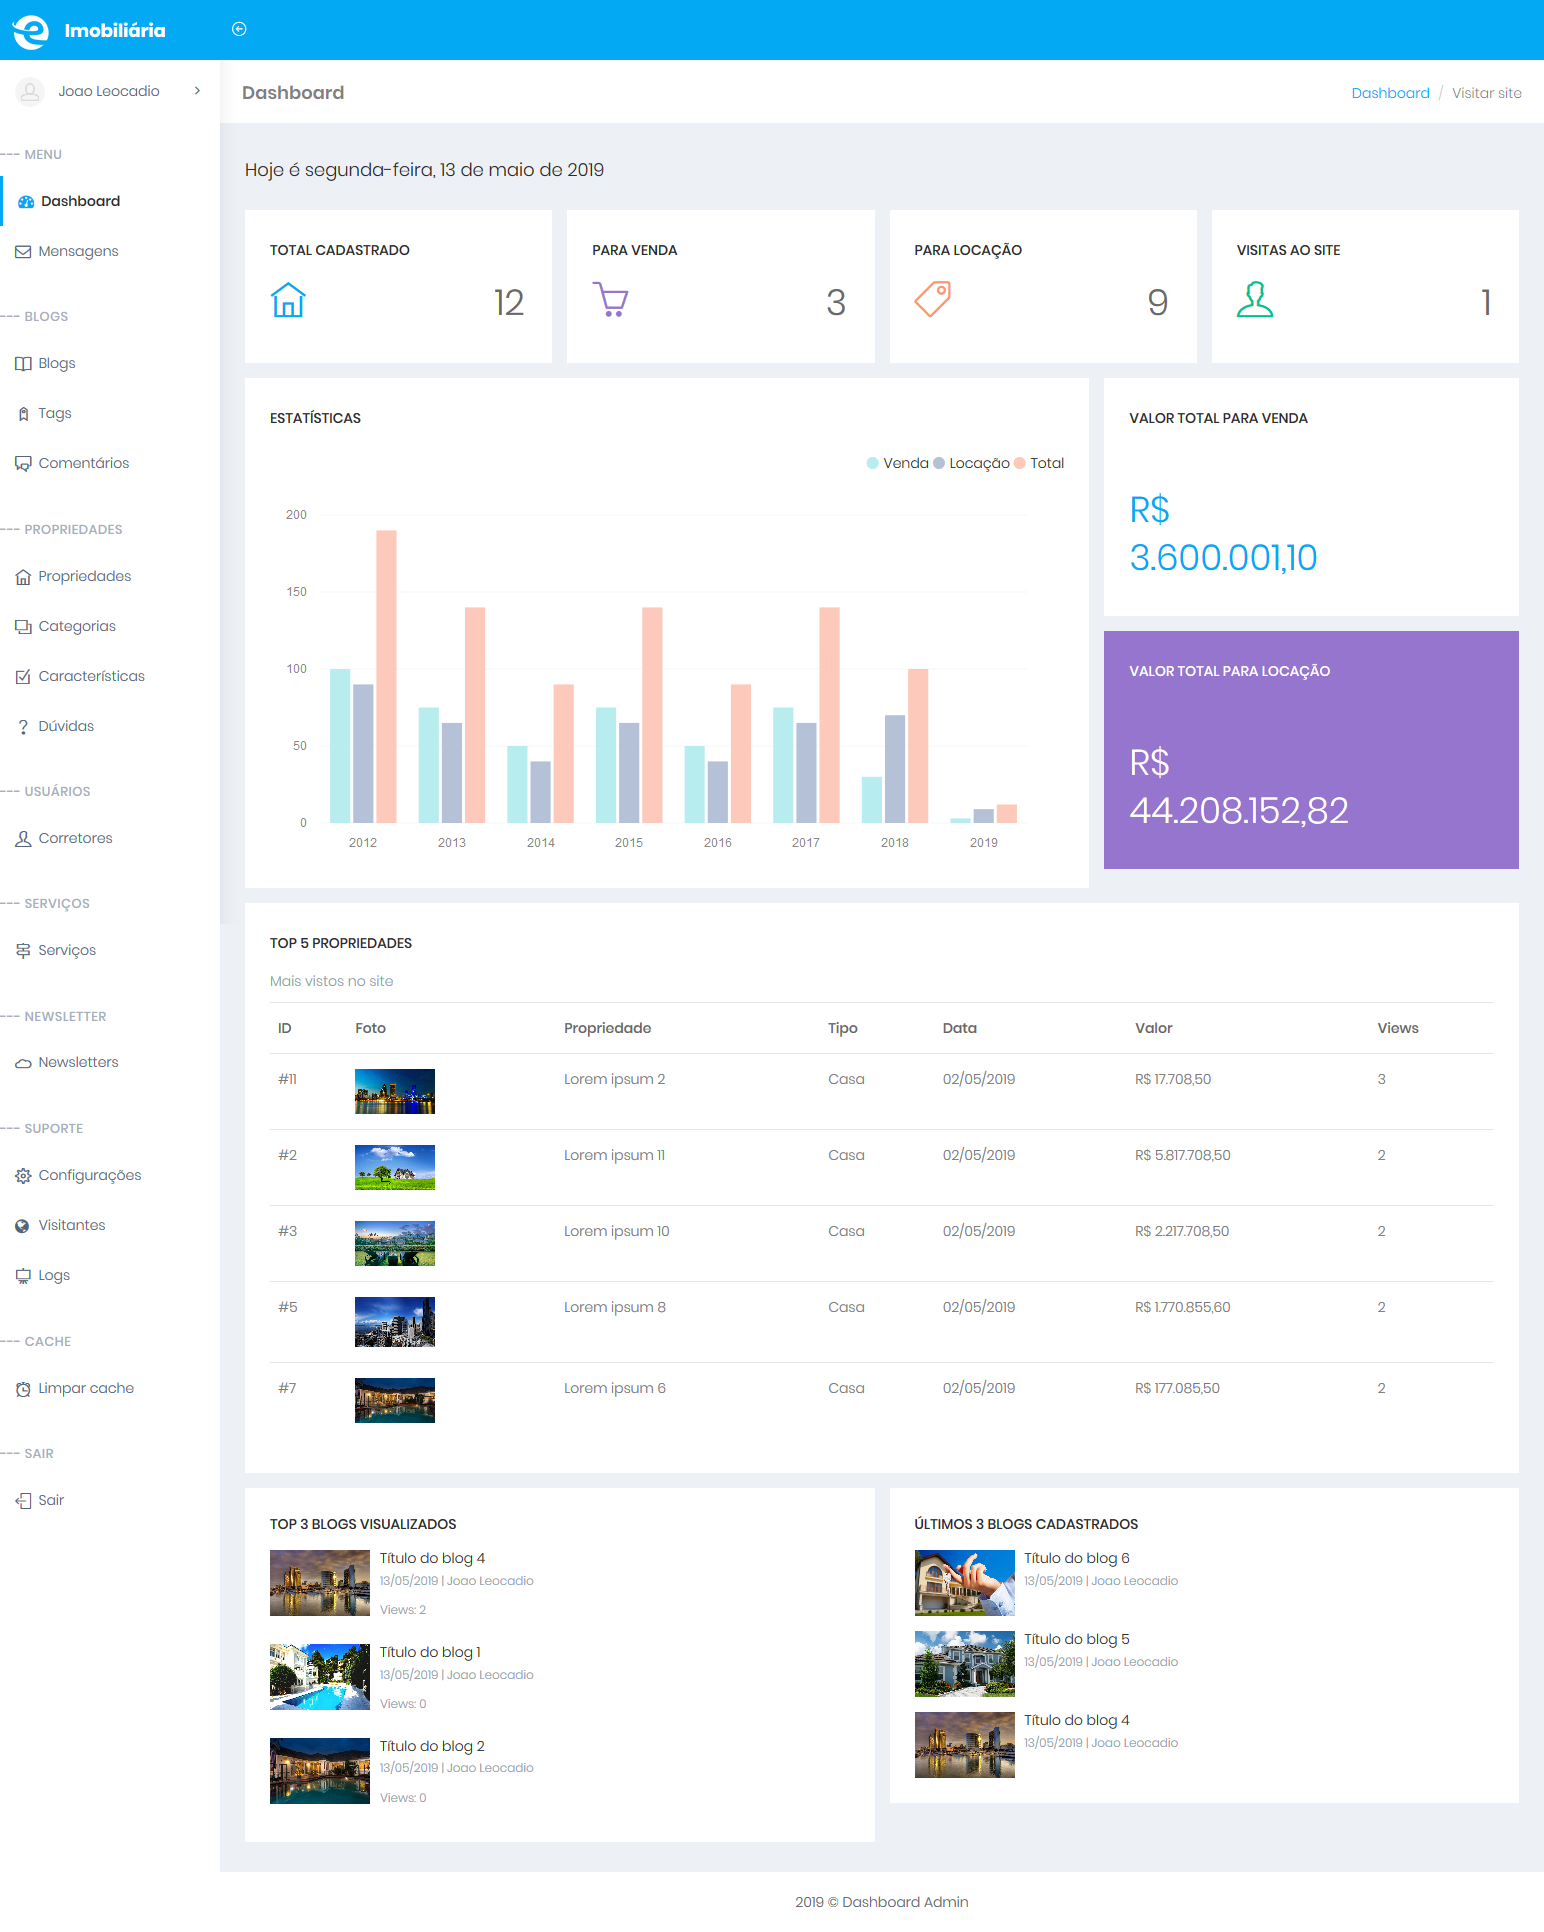 Imobiliária
Joao Leocadio
Dashboard
Dashboard / Visitar site
--- MENU
Dashboard
Mensagens
--- BLOGS
Blogs
Tags
Comentários
--- PROPRIEDADES
Propriedades
Categorias
Características
Dúvidas
--- USUÁRIOS
Corretores
--- SERVIÇOS
Serviços
--- NEWSLETTER
Newsletters
--- SUPORTE
Configurações
Visitantes
Logs
--- CACHE
Limpar cache
--- SAIR
Sair
Hoje é segunda-feira, 13 de maio de 2019
TOTAL CADASTRADO
12
PARA VENDA
3
PARA LOCAÇÃO
9
VISITAS AO SITE
1
ESTATÍSTICAS
Venda Locação Total
200
150
100
50
0
2012 2013 2014 2015 2016 2017 2018 2019
VALOR TOTAL PARA VENDA
R$
3.600.001,10
VALOR TOTAL PARA LOCAÇÃO
R$
44.208.152,82
TOP 5 PROPRIEDADES
Mais vistos no site
ID Foto Propriedade Tipo Data Valor Views
#11 Lorem ipsum 2 Casa 02/05/2019 R$ 17.708,50 3
#2 Lorem ipsum 11 Casa 02/05/2019 R$ 5.817.708,50 2
#3 Lorem ipsum 10 Casa 02/05/2019 R$ 2.217.708,50 2
#5 Lorem ipsum 8 Casa 02/05/2019 R$ 1.770.855,60 2
#7 Lorem ipsum 6 Casa 02/05/2019 R$ 177.085,50 2
TOP 3 BLOGS VISUALIZADOS
Título do blog 4
13/05/2019 | Joao Leocadio
Views: 2
Título do blog 1
13/05/2019 | Joao Leocadio
Views: 0
Título do blog 2
13/05/2019 | Joao Leocadio
Views: 0
ÚLTIMOS 3 BLOGS CADASTRADOS
Título do blog 6
13/05/2019 | Joao Leocadio
Título do blog 5
13/05/2019 | Joao Leocadio
Título do blog 4
13/05/2019 | Joao Leocadio
2019 © Dashboard Admin